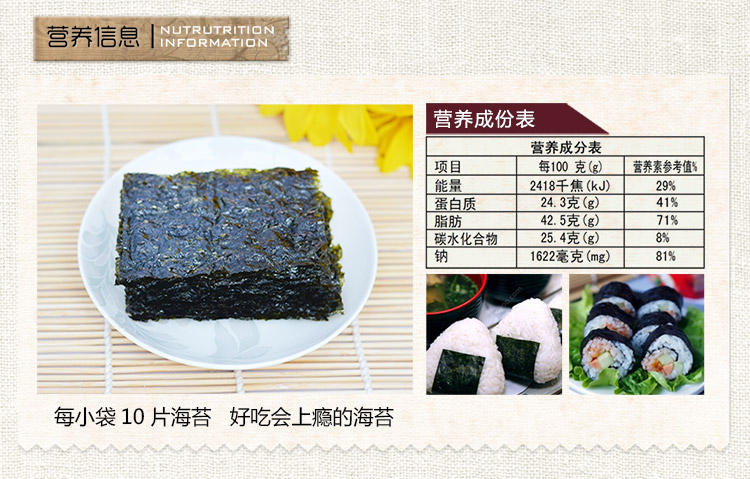 营养信息
NUTRUTRITION
INFORMATION
营养成份表
营养成分表
项目 每100 克(g) 营养素参考值%
能量 2418千焦(kJ) 29%
蛋白质 24.3克(g) 41%
脂肪 42.5克(g) 71%
碳水化合物 25.4克(g) 8%
钠 1622毫克(mg) 81%
每小袋 10 片海苔 好吃会上瘾的海苔